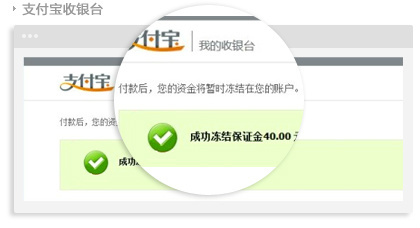 支付宝收银台
支付宝 我的收银台
付款后，您的资金将暂时冻结在您的账户。
成功冻结保证金40.00
支付宝
付款后，您的资
成功